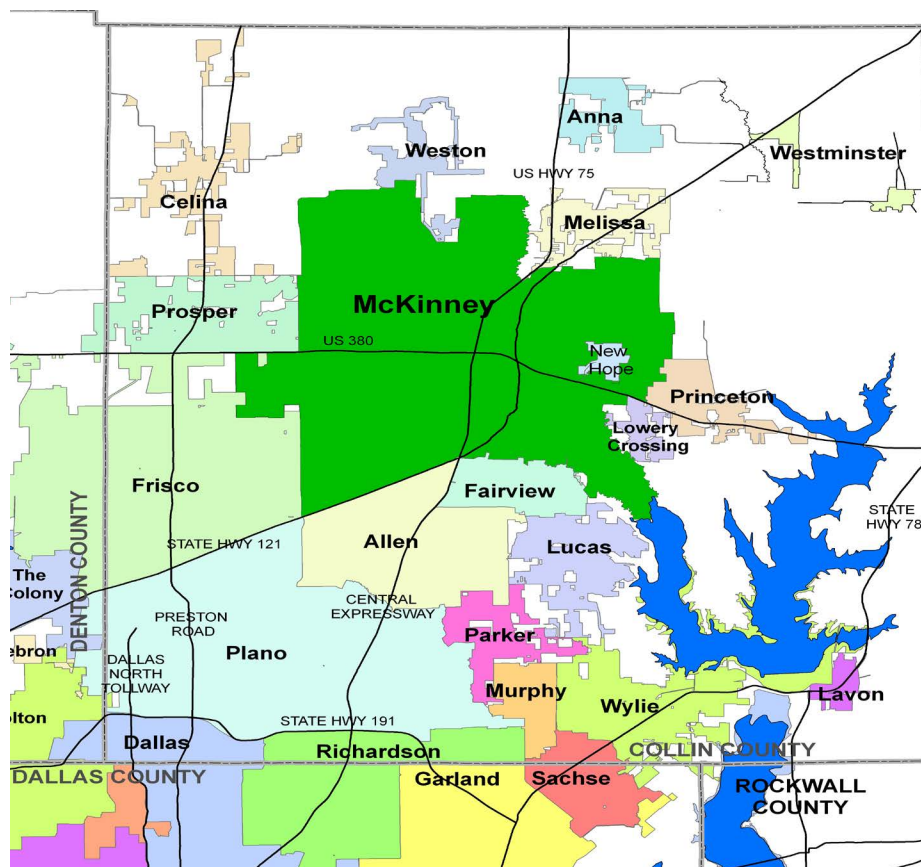 Anna
Weston
Westminster
US HWY 75
Celina
Melissa
McKinney
Prosper
US 380
New
Hope
Princeton
Lowery
Crossing
Frisco
Fairview
STATE
HWY 78
STATE HWY 121
Allen
Lucas
The
Colony
DENTON COUNTY
PRESTON
ROAD
CENTRAL
EXPRESSWAY
Parker
ebron
Plano
DALLAS
NORTH
TOLLWAY
Murphy
Lavon
Wylie
olton
STATE HWY 191
Dallas
Richardson
COLLIN COUNTY
DALLAS COUNTY
Garland
Sachse
ROCKWALL
COUNTY